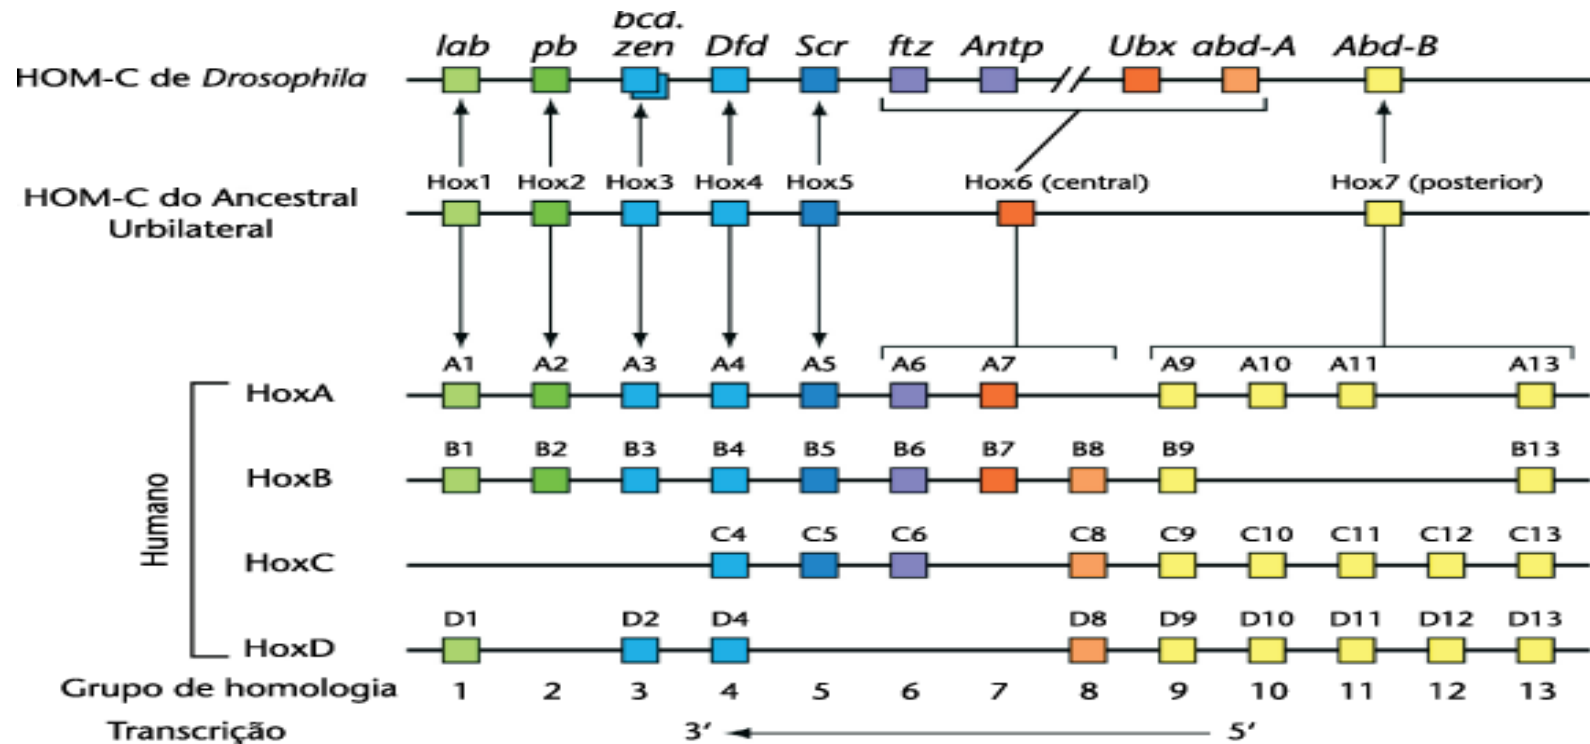 bcd.
lab pb zen Dfd Scr ftz Antp Ubx abd-A Abd-B
HOM-C de Drosophila
Hox1 Hox2 Hox3 Hox4 Hox5 Hox6 (central) Hox7 (posterior)
HOM-C do Ancestral
Urbilateral
A1 A2 A3 A4 A5 A6 A7 A9 A10 A11 A13
HoxA
B1 B2 B3 B4 B5 B6 B7 B8 B9 B13
HoxB
Humano
C4 C5 C6 C8 C9 C10 C11 C12 C13
HoxC
D1 D2 D4 D8 D9 D10 D11 D12 D13
HoxD
Grupo de homologia 1 2 3 4 5 6 7 8 9 10 11 12 13
Transcrição 3′ 5′